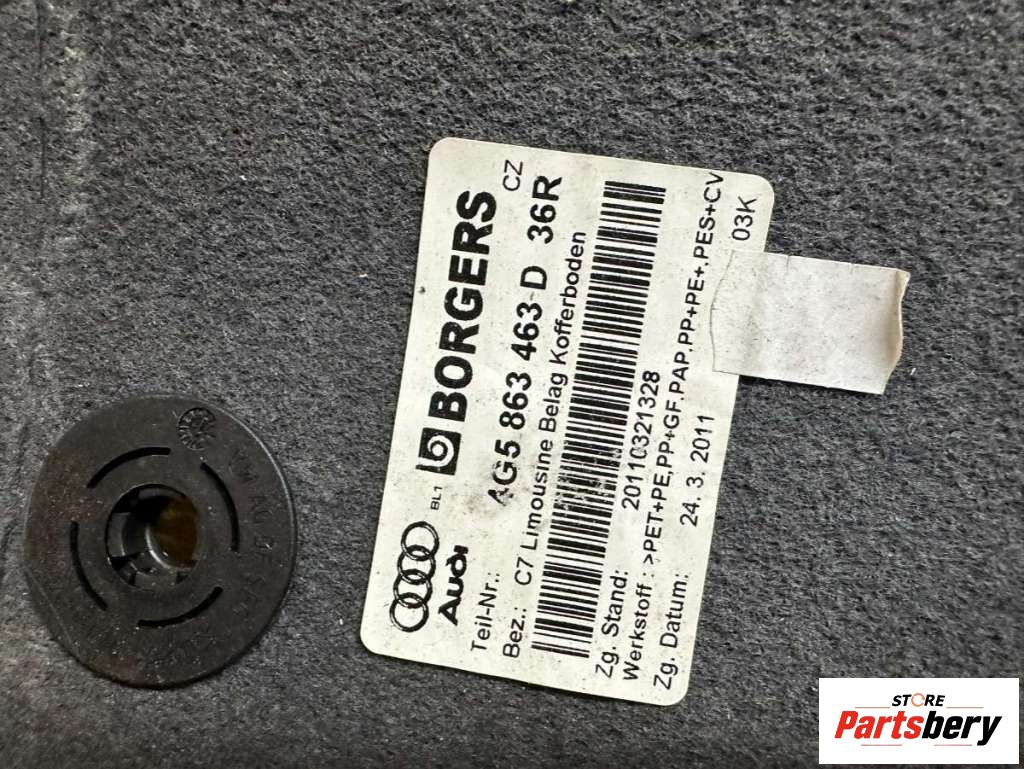 Audi
BL1
BORGERS
CZ
Teil-Nr.:
4G5 863 463 D 36R
Bez.: C7 Limousine Belag Kofferboden
Zg. Stand: 20110321328
Werkstoff : >PET+PE,PP+GF,PAP,PP+PE+,PES+CV
Zg. Datum: 24. 3. 2011
03K
STORE
Partsbery